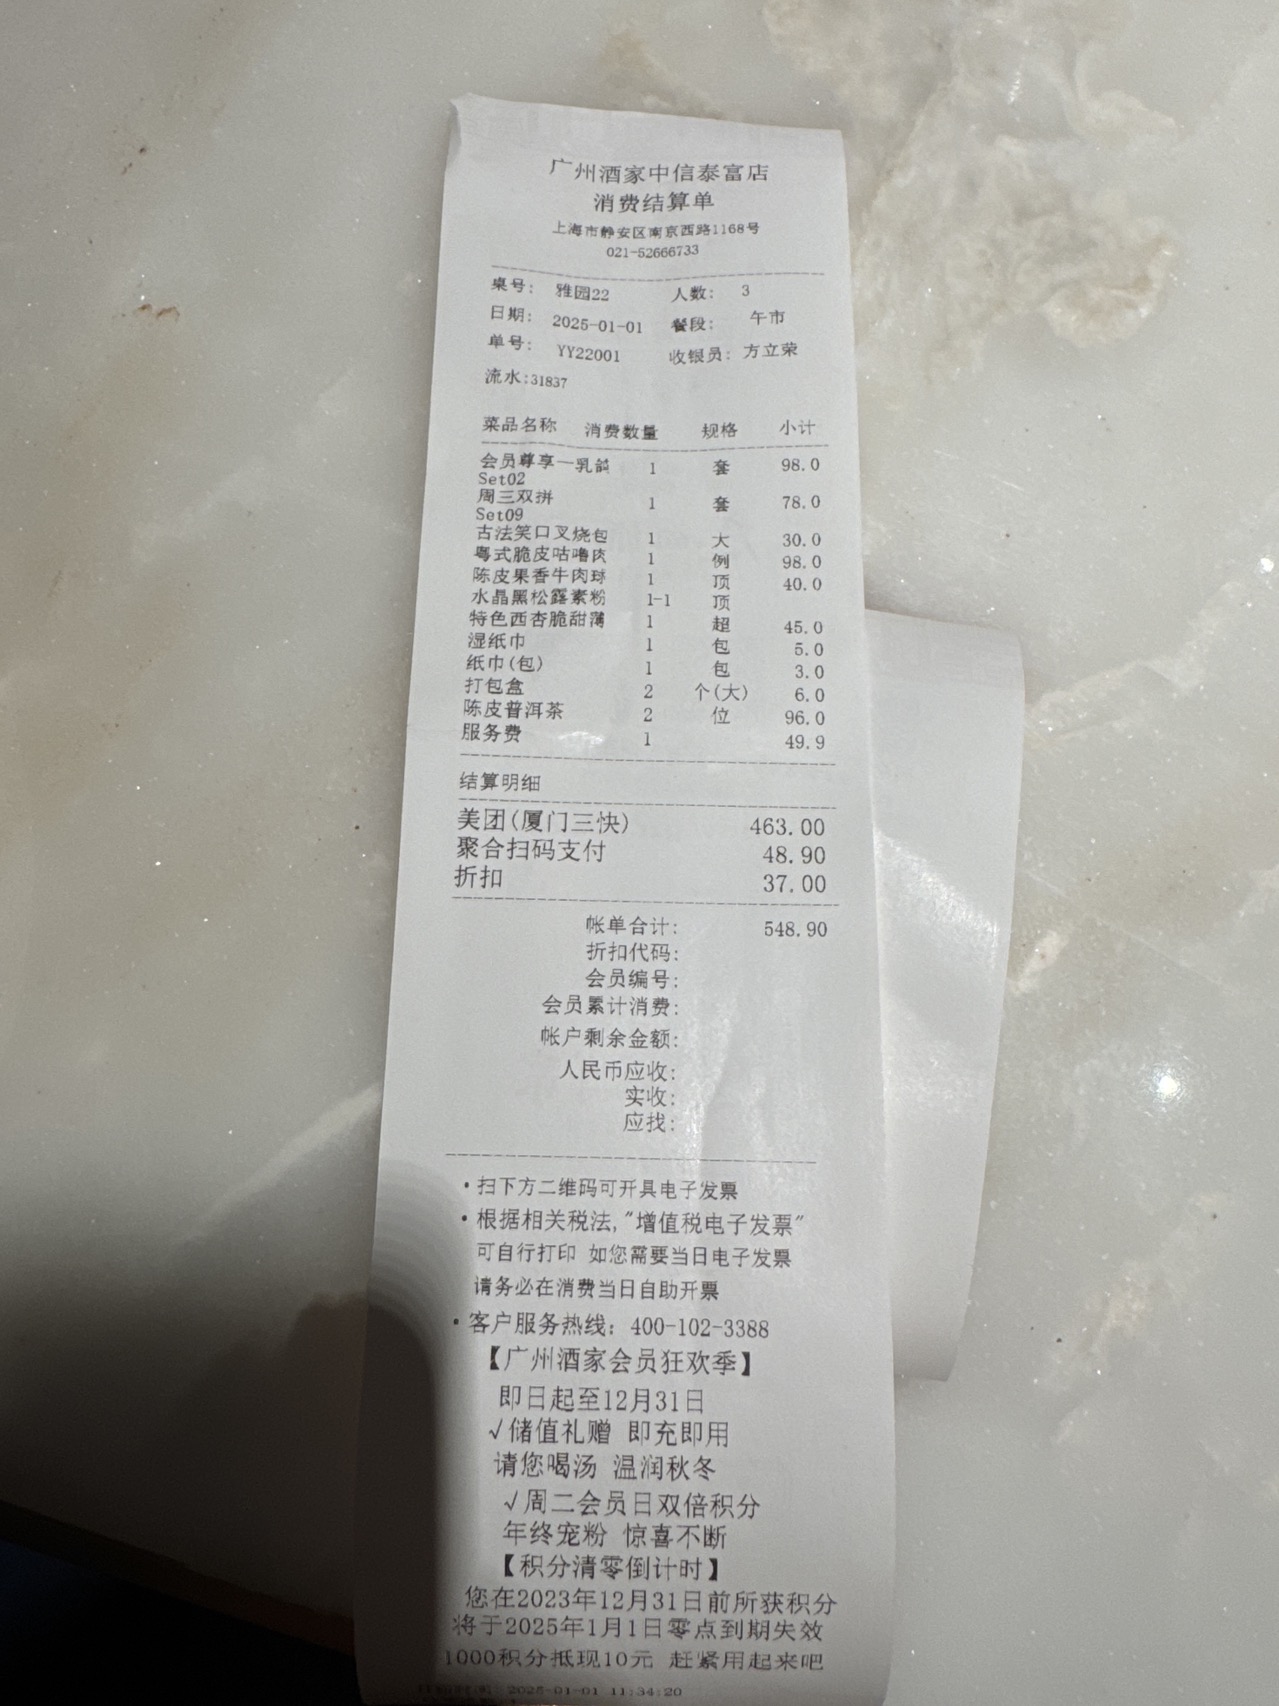 广州酒家中信泰富店
消费结算单
上海市静安区南京西路1168号
021-52666733
桌号: 雅园22 人数: 3
日期: 2025-01-01 餐段: 午市
单号: YY22001 收银员: 方立荣
流水:31837
菜品名称 消费数量 规格 小计
会员尊享一乳鸽 1 套 98.0
Set02
周三双拼 1 套 78.0
Set09
古法笑口叉烧包 1 大 30.0
粤式脆皮咕噜肉 1 例 98.0
陈皮果香牛肉球 1 顶 40.0
水晶黑松露素粉 1-1 顶
特色西杏脆甜薄 1 超 45.0
湿纸巾 1 包 5.0
纸巾(包) 1 包 3.0
打包盒 2 个(大) 6.0
陈皮普洱茶 2 位 96.0
服务费 1 49.9
结算明细
美团(厦门三快) 463.00
聚合扫码支付 48.90
折扣 37.00
帐单合计: 548.90
折扣代码:
会员编号:
会员累计消费:
帐户剩余金额:
人民币应收:
实收:
应找:
·扫下方二维码可开具电子发票
·根据相关税法,"增值税电子发票"
可自行打印 如您需要当日电子发票
请务必在消费当日自助开票
·客户服务热线: 400-102-3388
【广州酒家会员狂欢季】
即日起至12月31日
√储值礼赠 即充即用
请您喝汤 温润秋冬
√周二会员日双倍积分
年终宠粉 惊喜不断
【积分清零倒计时】
您在2023年12月31日前所获积分
将于2025年1月1日零点到期失效
1000积分抵现10元 赶紧用起来吧
2025-01-01 11:34:20